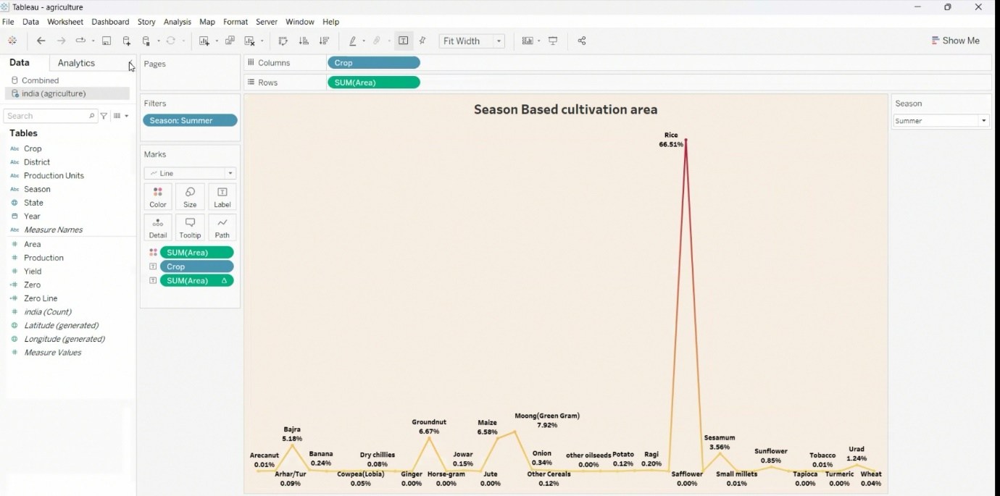 Tableau - agriculture
File Data Worksheet Dashboard Story Analysis Map Format Server Window Help
Fit Width
Show Me
Data Analytics
Combined
india (agriculture)
Search
Tables
Abc Crop
Abc District
Abc Production Units
Abc Season
State
Year
Abc Measure Names
# Area
# Production
# Yield
=# Zero
=# Zero Line
# india (Count)
Latitude (generated)
Longitude (generated)
# Measure Values
Pages
Filters
Season: Summer
Marks
Line
Color Size Label
Detail Tooltip Path
SUM(Area)
Crop
SUM(Area) Δ
Columns Crop
Rows SUM(Area)
Season Based cultivation area
Rice
66.51%
Moong(Green Gram)
7.92%
Groundnut
6.67%
Maize
6.58%
Bajra
5.18%
Sesamum
3.56%
Arecanut
0.01%
Banana
0.24%
Dry chillies
0.08%
Jowar
0.15%
Onion
0.34%
other oilseeds
0.00%
Potato
0.12%
Ragi
0.20%
Sunflower
0.85%
Tobacco
0.01%
Urad
1.24%
Arhar/Tur
0.09%
Cowpea(Lobia)
0.05%
Ginger
0.00%
Horse-gram
0.00%
Jute
0.00%
Other Cereals
0.12%
Safflower
0.00%
Small millets
0.01%
Tapioca
0.00%
Turmeric
0.00%
Wheat
0.04%
Season
Summer